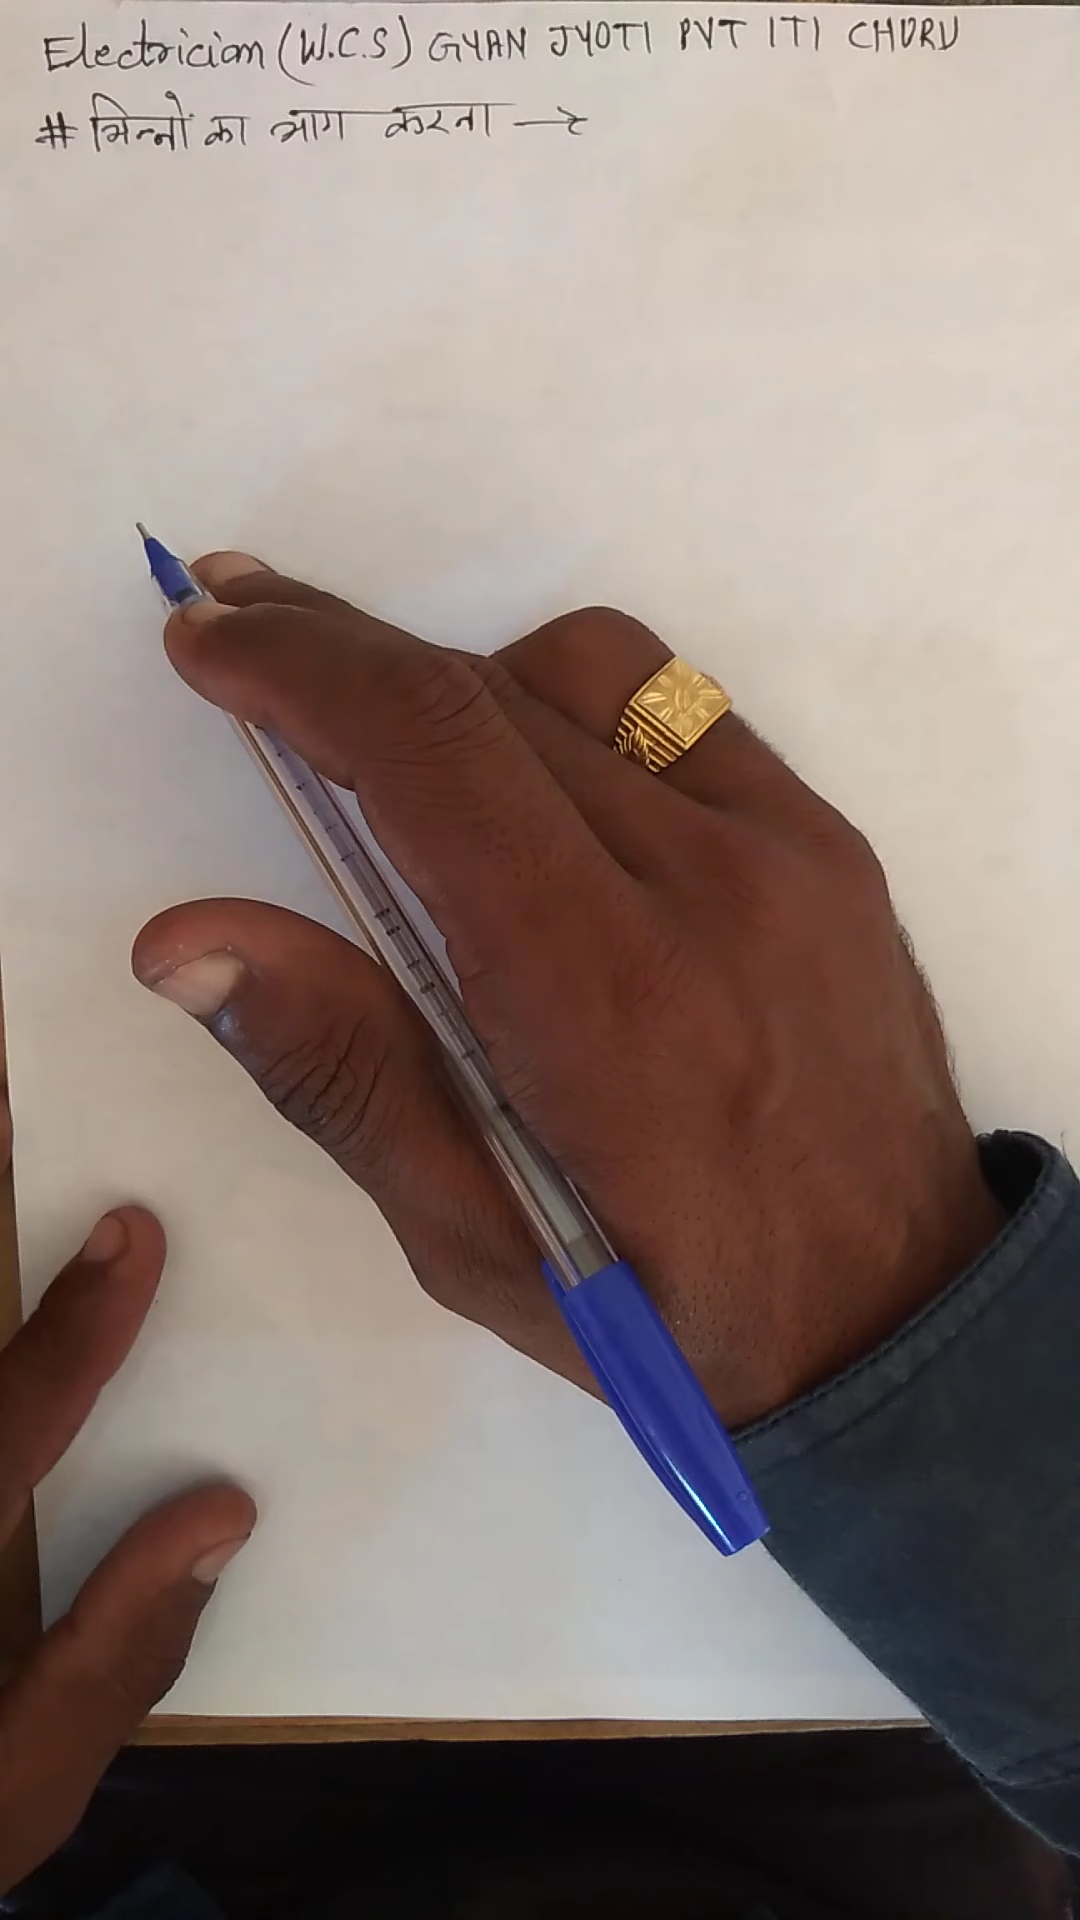 Electrician (W.C.S) GYAN JYOTI PVT ITI CHURU
# भिन्नों का भाग करना →